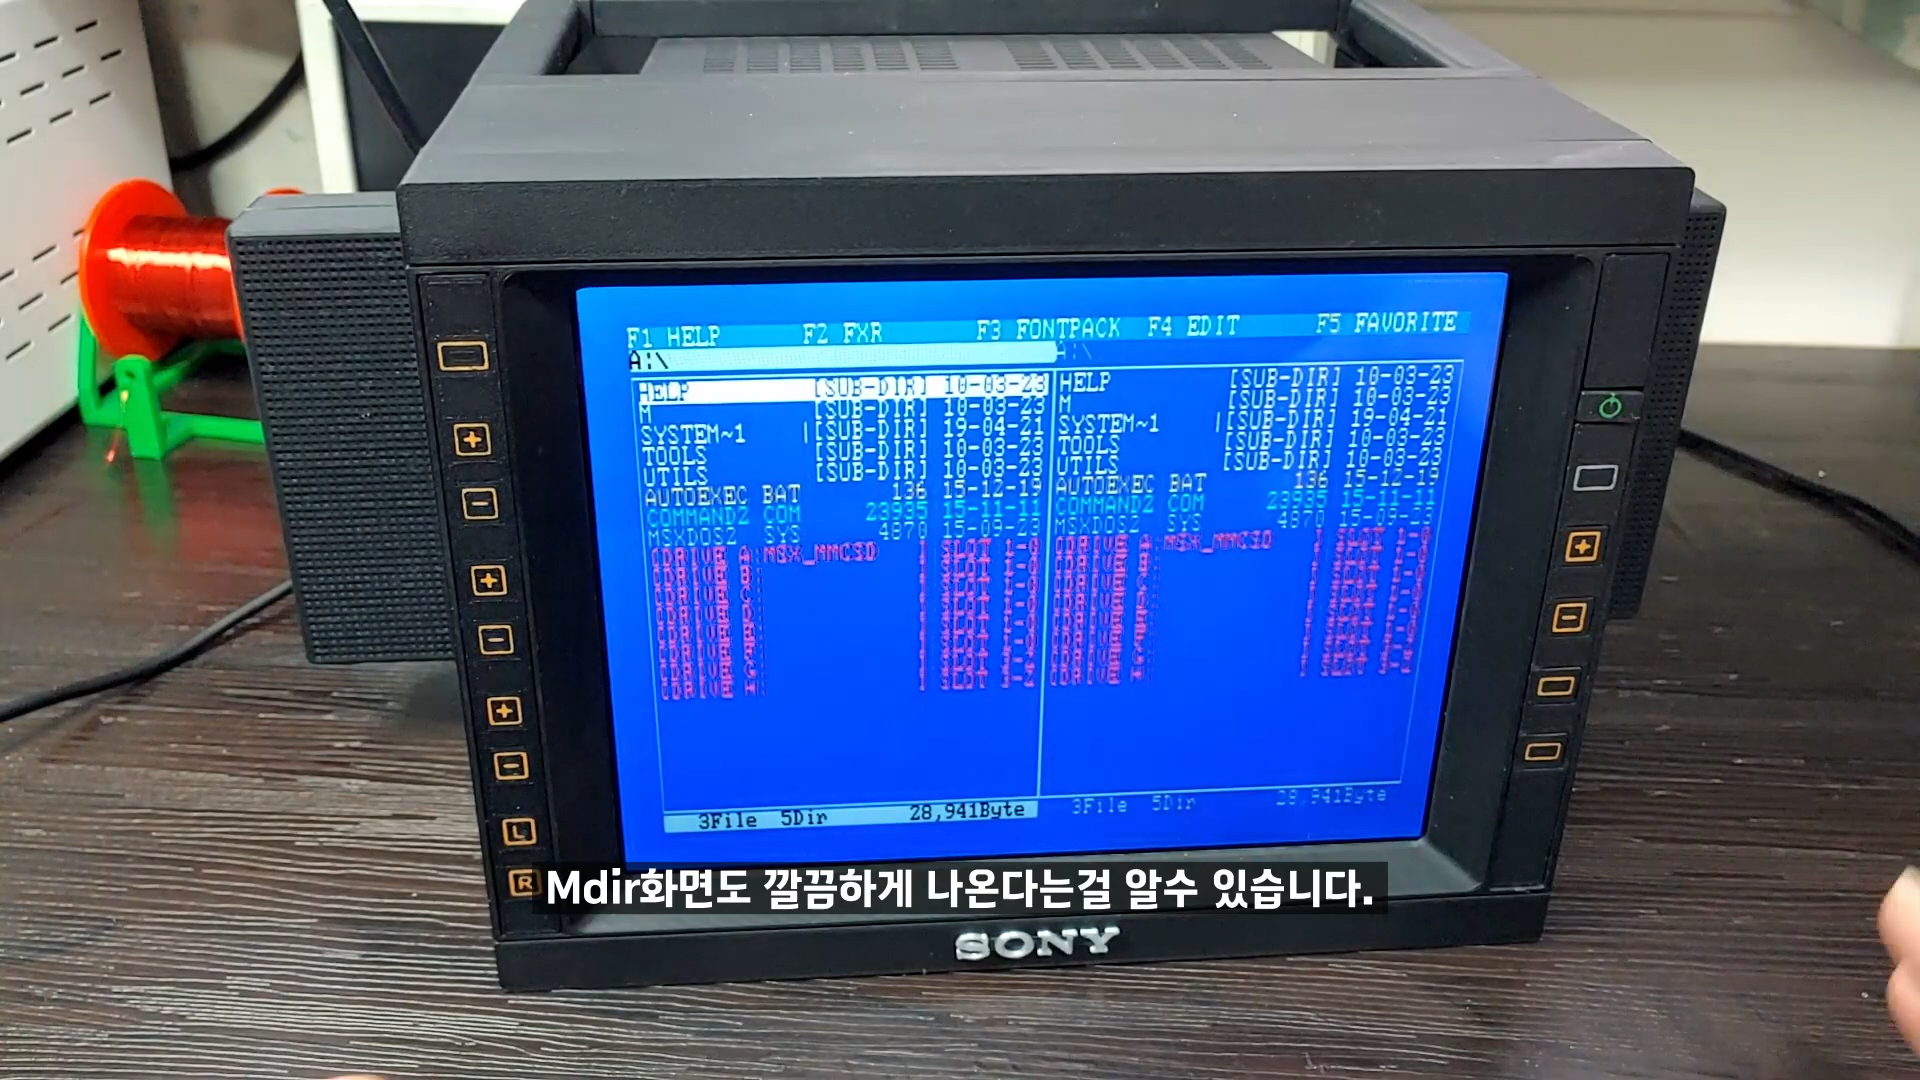 F1 HELP F2 FXR F3 FONTPACK F4 EDIT F5 FAVORITE
A:\ A:\
HELP [SUB-DIR] 10-03-23 HELP [SUB-DIR] 10-03-23
M [SUB-DIR] 10-03-23 M [SUB-DIR] 10-03-23
SYSTEM~1 [SUB-DIR] 19-04-21 SYSTEM~1 [SUB-DIR] 19-04-21
TOOLS [SUB-DIR] 10-03-23 TOOLS [SUB-DIR] 10-03-23
UTILS [SUB-DIR] 10-03-23 UTILS [SUB-DIR] 10-03-23
AUTOEXEC BAT 136 15-12-19 AUTOEXEC BAT 136 15-12-19
COMMAND2 COM 23935 15-11-11 COMMAND2 COM 23935 15-11-11
MSXDOS2 SYS 4870 15-09-23 MSXDOS2 SYS 4870 15-09-23
[DRIVE A:MSX_MMCSD ] SLOT [DRIVE A:MSX_MMCSD ] SLOT
3File 5Dir 28,941Byte 3File 5Dir 28,941Byte
L
R
Mdir화면도 깔끔하게 나온다는걸 알수 있습니다.
SONY